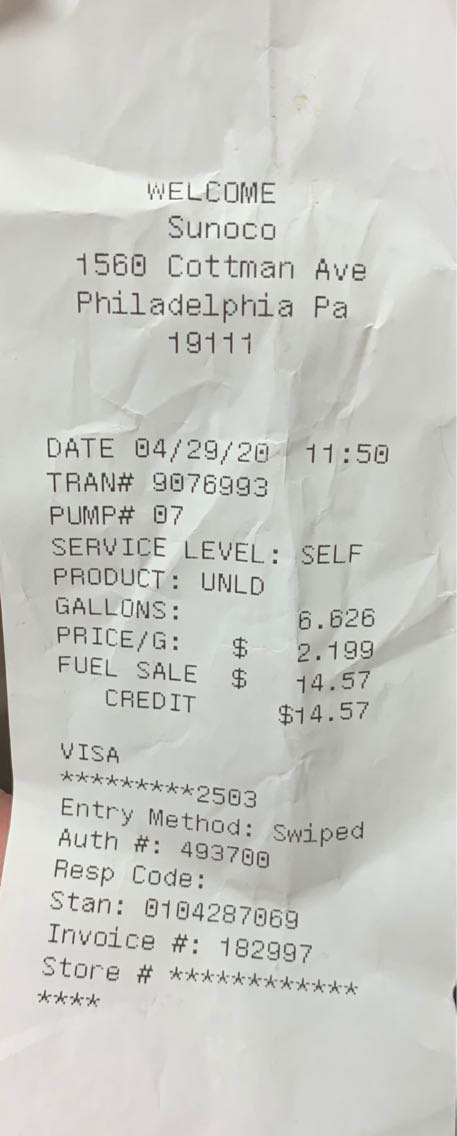 WELCOME
Sunoco
1560 Cottman Ave
Philadelphia Pa
19111
DATE 04/29/20 11:50
TRAN# 9076993
PUMP# 07
SERVICE LEVEL: SELF
PRODUCT: UNLD
GALLONS: 6.626
PRICE/G: $ 2.199
FUEL SALE $ 14.57
CREDIT $14.57
VISA
*********2503
Entry Method: Swiped
Auth #: 493700
Resp Code:
Stan: 0104287069
Invoice #: 182997
Store # ************
****